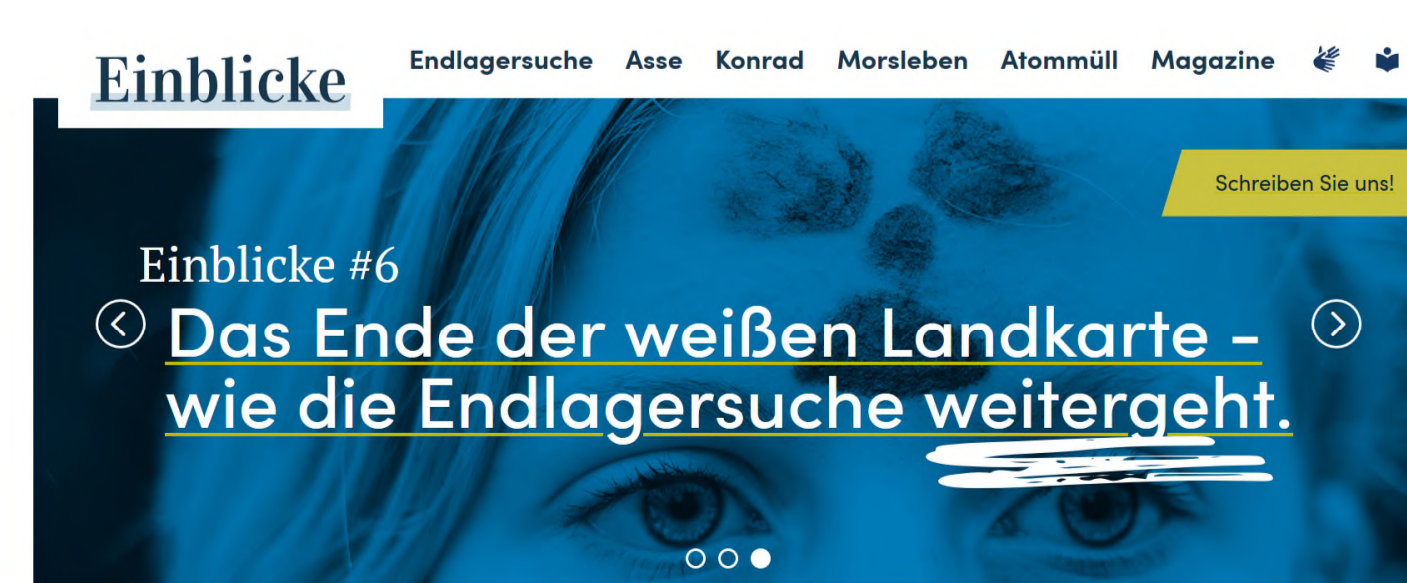 Einblicke
Endlagersuche Asse Konrad Morsleben Atommüll Magazine
Schreiben Sie uns!
Einblicke #6
Das Ende der weißen Landkarte –
wie die Endlagersuche weitergeht.